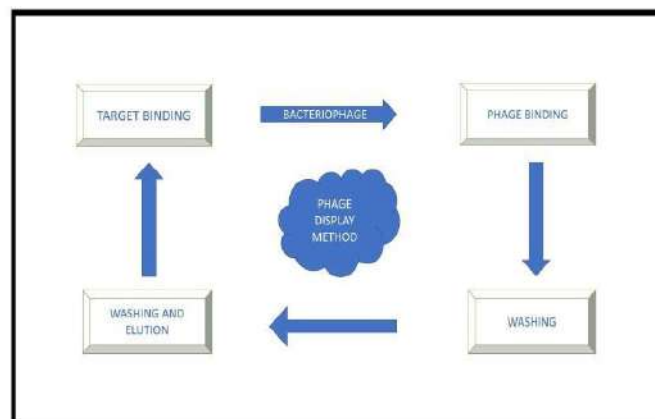 TARGET BINDING
BACTERIOPHAGE
PHAGE BINDING
PHAGE
DISPLAY
METHOD
WASHING AND
ELUTION
WASHING